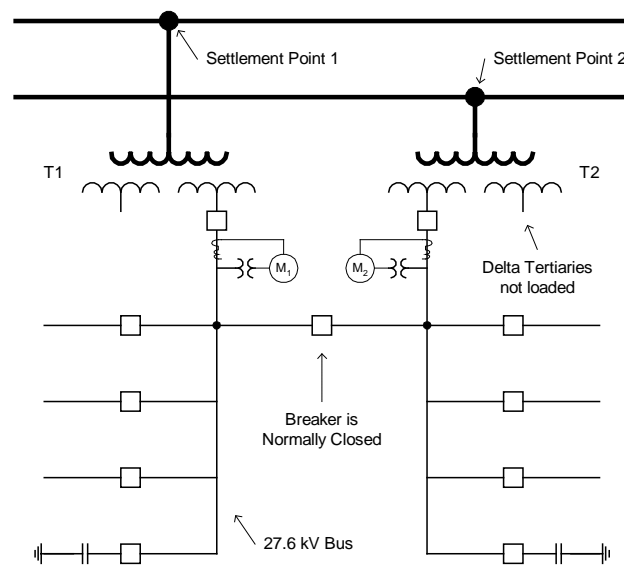 Settlement Point 1
Settlement Point 2
T1
T2
M1
M2
Delta Tertiaries
not loaded
Breaker is
Normally Closed
27.6 kV Bus